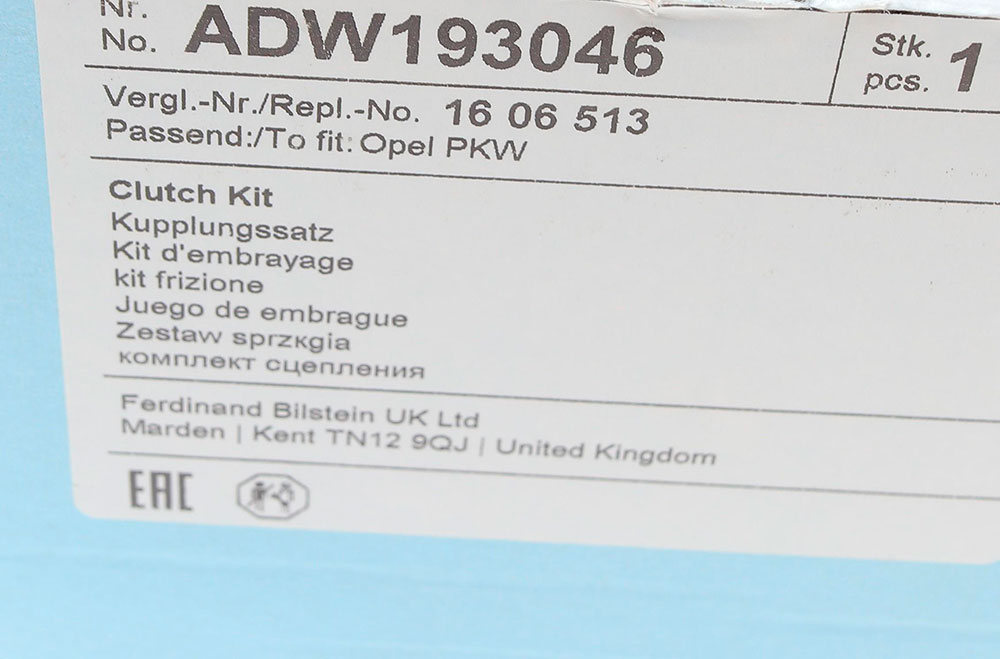 Nr.
No. ADW193046 Stk.
pcs. 1
Vergl.-Nr./Repl.-No. 16 06 513
Passend:/To fit: Opel PKW
Clutch Kit
Kupplungssatz
Kit d'embrayage
kit frizione
Juego de embrague
Zestaw sprzкgia
комплект сцепления
Ferdinand Bilstein UK Ltd
Marden | Kent TN12 9QJ | United Kingdom
EAC